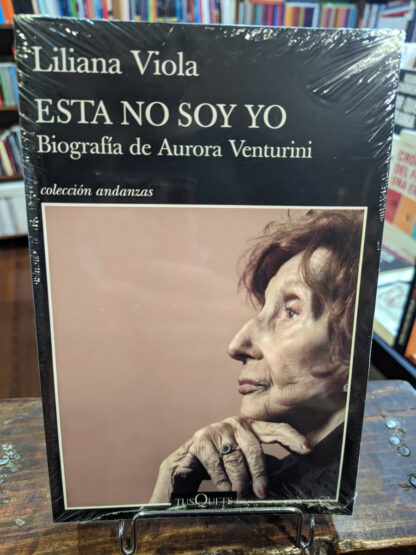 Liliana Viola
ESTA NO SOY YO
Biografía de Aurora Venturini
colección andanzas
TUSQUETS